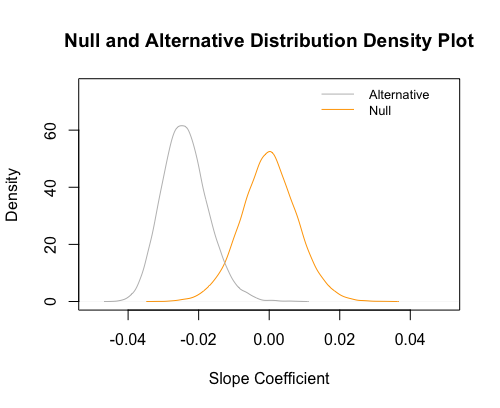 Null and Alternative Distribution Density Plot
Alternative
Null
Density
60
40
20
0
-0.04 -0.02 0.00 0.02 0.04
Slope Coefficient